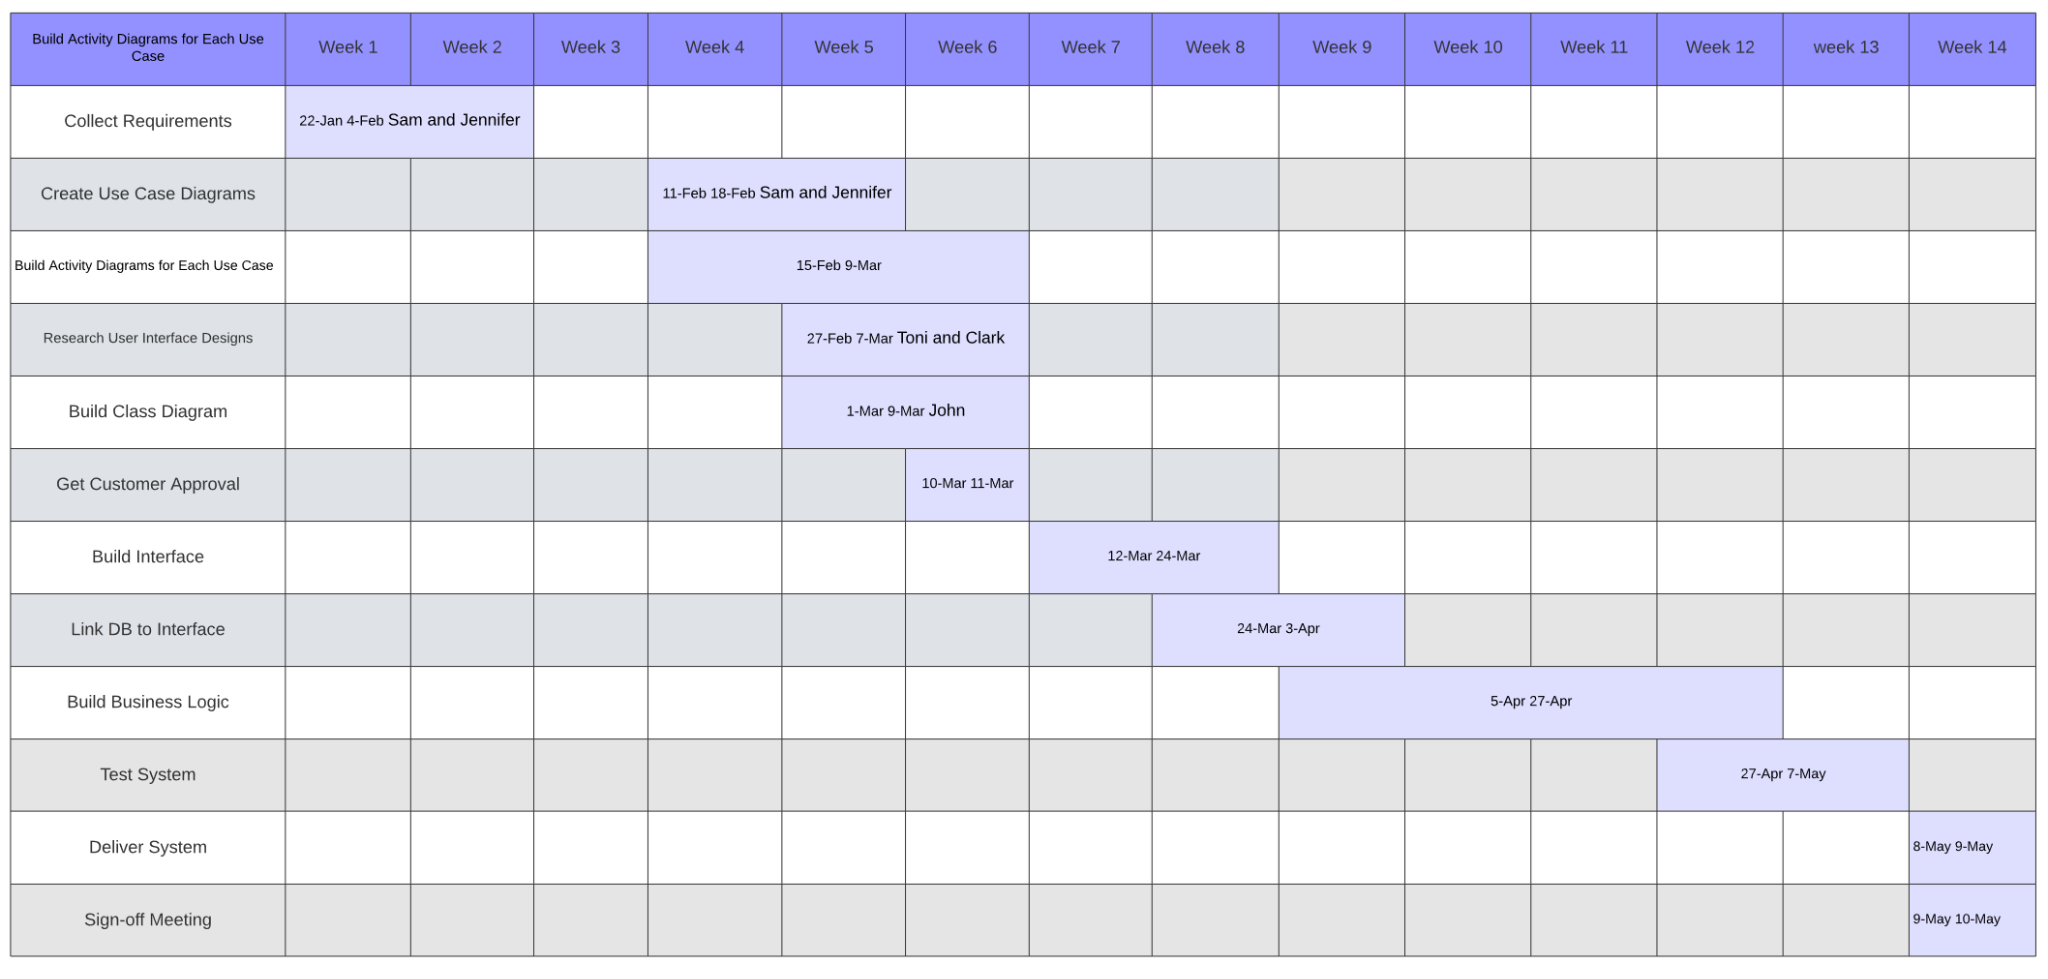 Build Activity Diagrams for Each Use
Case
Week 1
Week 2
Week 3
Week 4
Week 5
Week 6
Week 7
Week 8
Week 9
Week 10
Week 11
Week 12
week 13
Week 14
Collect Requirements
22-Jan 4-Feb Sam and Jennifer
Create Use Case Diagrams
11-Feb 18-Feb Sam and Jennifer
Build Activity Diagrams for Each Use Case
15-Feb 9-Mar
Research User Interface Designs
27-Feb 7-Mar Toni and Clark
Build Class Diagram
1-Mar 9-Mar John
Get Customer Approval
10-Mar 11-Mar
Build Interface
12-Mar 24-Mar
Link DB to Interface
24-Mar 3-Apr
Build Business Logic
5-Apr 27-Apr
Test System
27-Apr 7-May
Deliver System
8-May 9-May
Sign-off Meeting
9-May 10-May